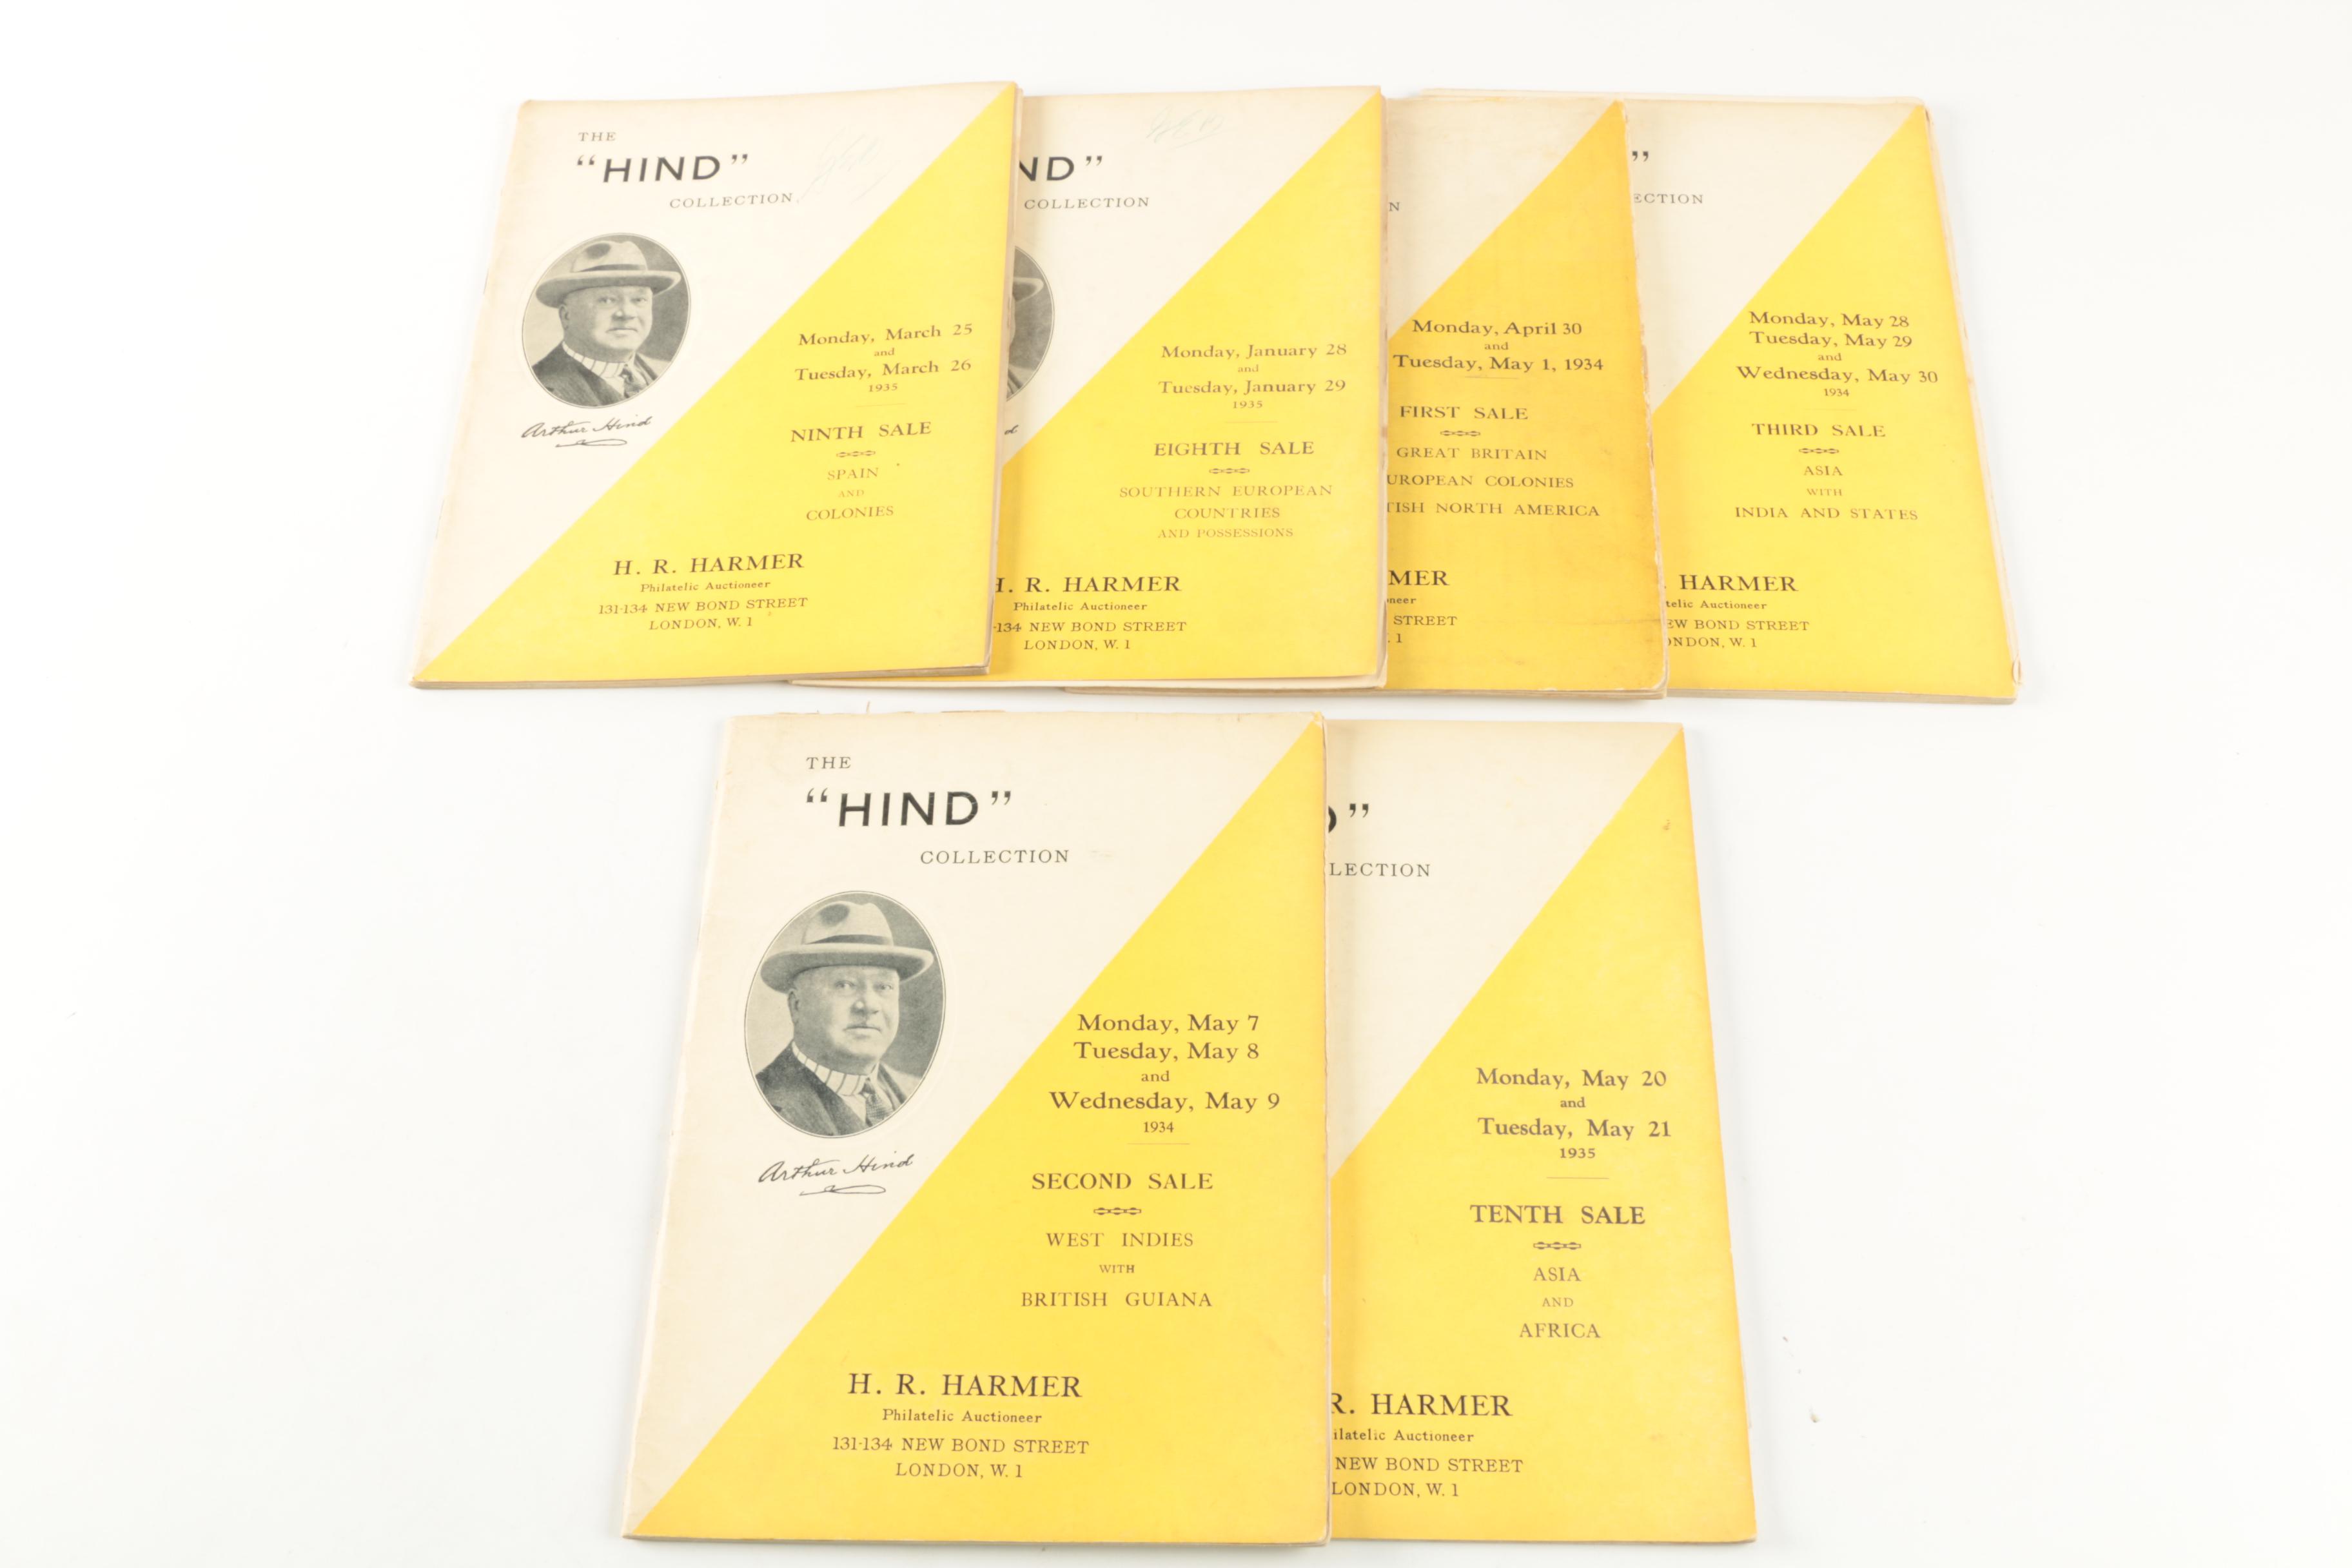 THE
“HIND”
COLLECTION
Arthur Hind
Monday, March 25
and
Tuesday, March 26
1935
NINTH SALE
SPAIN
AND
COLONIES
H. R. HARMER
Philatelic Auctioneer
131-134 NEW BOND STREET
LONDON, W. 1
ND”
COLLECTION
d
Monday, January 28
and
Tuesday, January 29
1935
EIGHTH SALE
SOUTHERN EUROPEAN
COUNTRIES
AND POSSESSIONS
H. R. HARMER
Philatelic Auctioneer
-134 NEW BOND STREET
LONDON, W. 1
N
Monday, April 30
and
Tuesday, May 1, 1934
FIRST SALE
GREAT BRITAIN
UROPEAN COLONIES
TISH NORTH AMERICA
MER
oneer
STREET
. 1
”
ECTION
Monday, May 28
Tuesday, May 29
and
Wednesday, May 30
1934
THIRD SALE
ASIA
WITH
INDIA AND STATES
. HARMER
telic Auctioneer
EW BOND STREET
ONDON, W. 1
THE
“HIND”
COLLECTION
Arthur Hind
Monday, May 7
Tuesday, May 8
and
Wednesday, May 9
1934
SECOND SALE
WEST INDIES
WITH
BRITISH GUIANA
H. R. HARMER
Philatelic Auctioneer
131-134 NEW BOND STREET
LONDON, W. 1
D”
LECTION
Monday, May 20
and
Tuesday, May 21
1935
TENTH SALE
ASIA
AND
AFRICA
R. HARMER
ilatelic Auctioneer
NEW BOND STREET
LONDON, W. 1